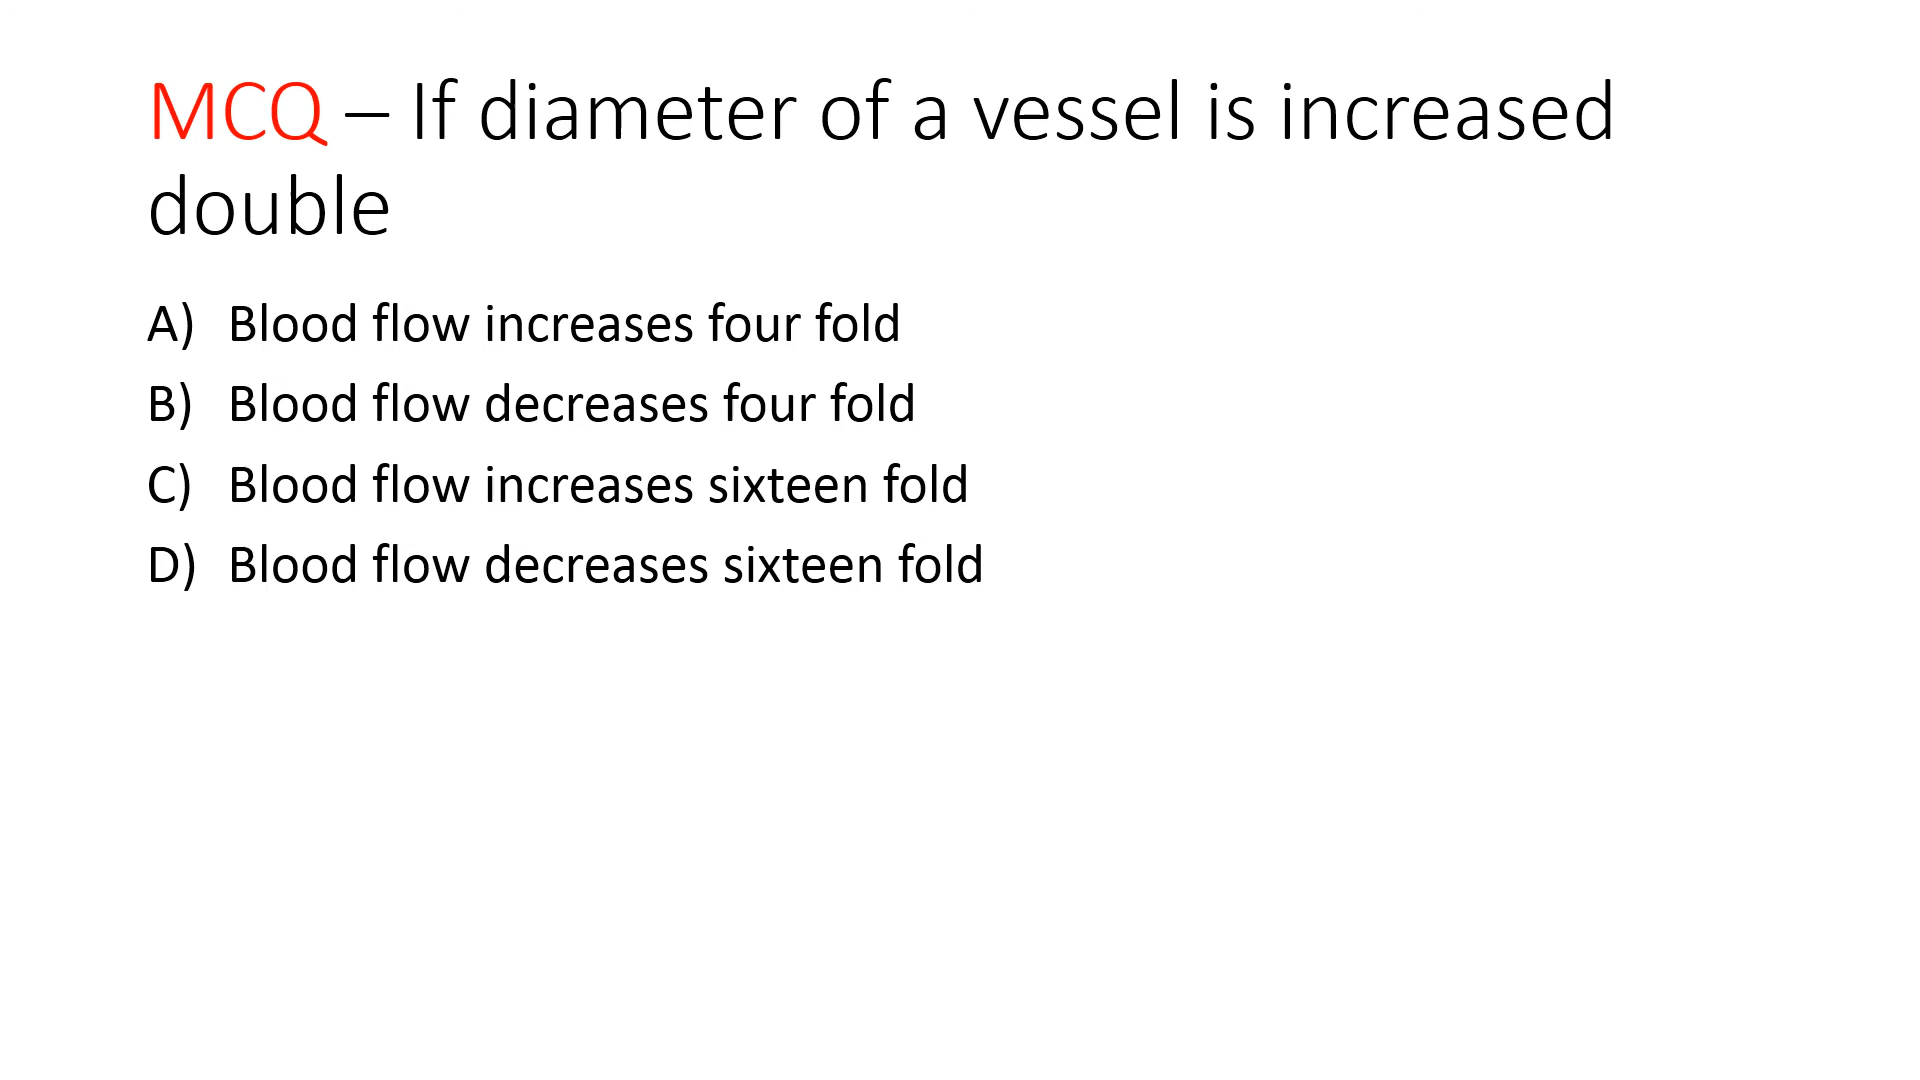 MCQ – If diameter of a vessel is increased
double
A) Blood flow increases four fold
B) Blood flow decreases four fold
C) Blood flow increases sixteen fold
D) Blood flow decreases sixteen fold